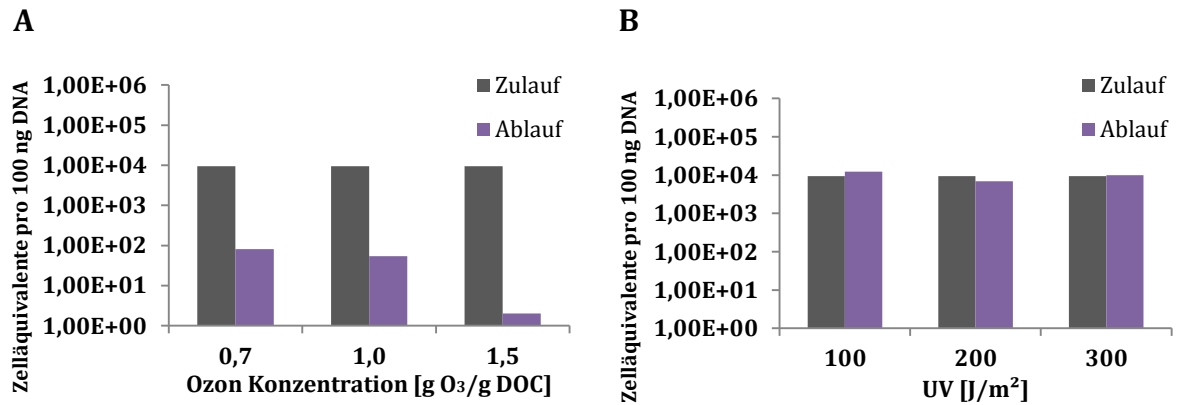 A
Zelläquivalente pro 100 ng DNA
1,00E+06
1,00E+05
1,00E+04
1,00E+03
1,00E+02
1,00E+01
1,00E+00
Zulauf
Ablauf
0,7 1,0 1,5
Ozon Konzentration [g O₃/g DOC]
B
Zelläquivalente pro 100 ng DNA
1,00E+06
1,00E+05
1,00E+04
1,00E+03
1,00E+02
1,00E+01
1,00E+00
Zulauf
Ablauf
100 200 300
UV [J/m²]